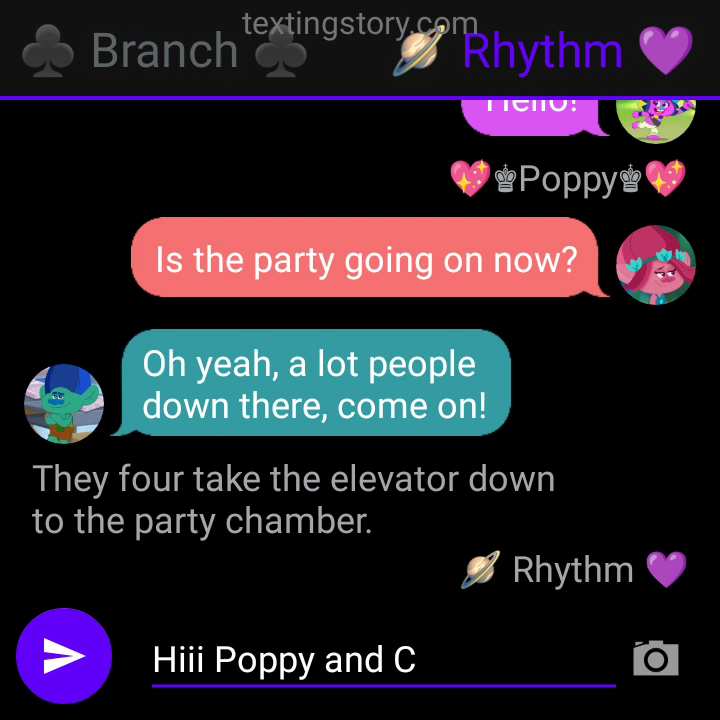 textingstory.com
♣ Branch ♣ 🪐 Rhythm 💜
Hello!
💖♚Poppy♚💖
Is the party going on now?
Oh yeah, a lot people
down there, come on!
They four take the elevator down
to the party chamber.
🪐 Rhythm 💜
Hiii Poppy and C